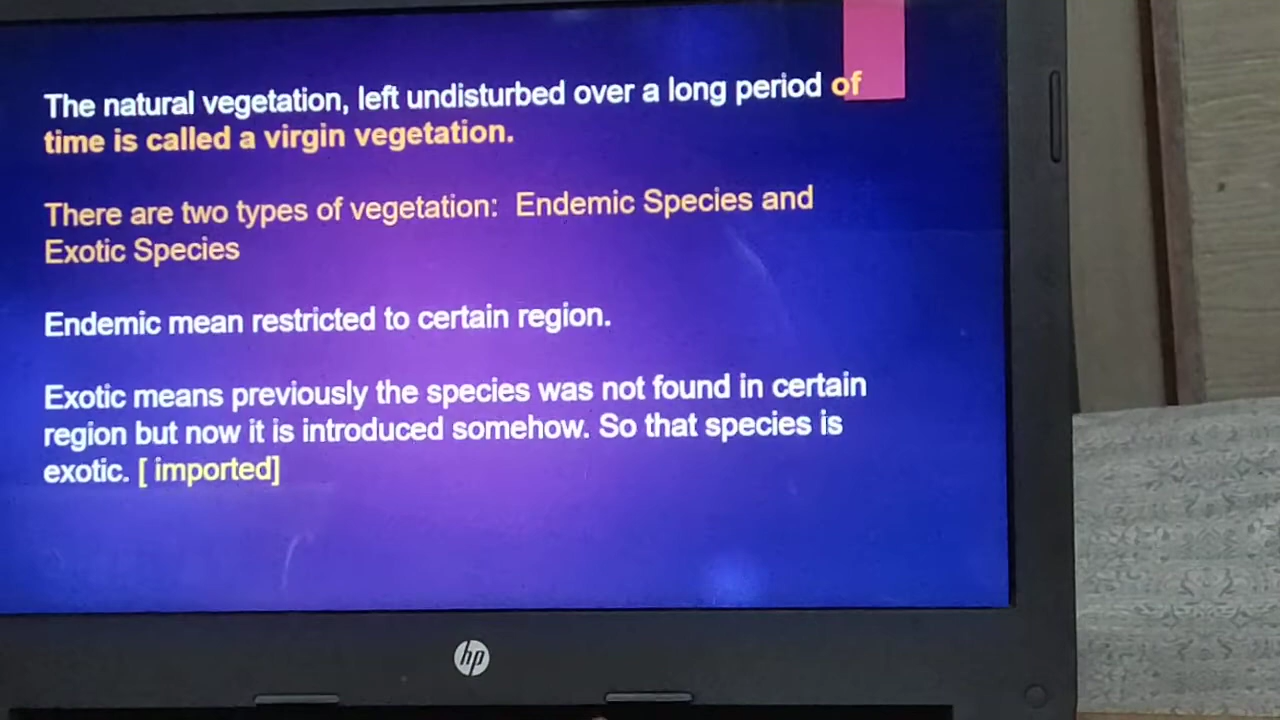 The natural vegetation, left undisturbed over a long period of
time is called a virgin vegetation.
There are two types of vegetation: Endemic Species and
Exotic Species
Endemic mean restricted to certain region.
Exotic means previously the species was not found in certain
region but now it is introduced somehow. So that species is
exotic. [ imported]
hp